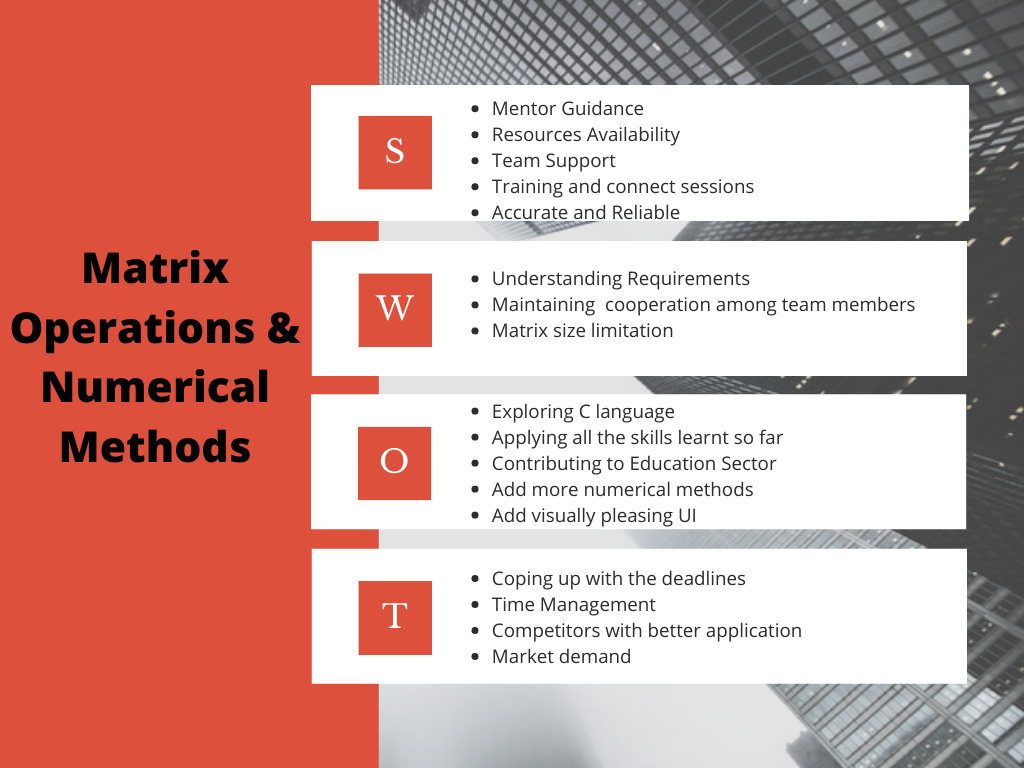 Matrix
Operations &
Numerical
Methods
S
Mentor Guidance
Resources Availability
Team Support
Training and connect sessions
Accurate and Reliable
W
Understanding Requirements
Maintaining  cooperation among team members
Matrix size limitation
O
Exploring C language
Applying all the skills learnt so far
Contributing to Education Sector
Add more numerical methods
Add visually pleasing UI
T
Coping up with the deadlines
Time Management
Competitors with better application
Market demand